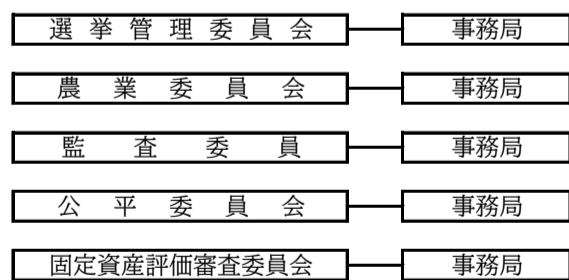 選挙管理委員会 事務局
農業委員会 事務局
監査委員 事務局
公平委員会 事務局
固定資産評価審査委員会 事務局